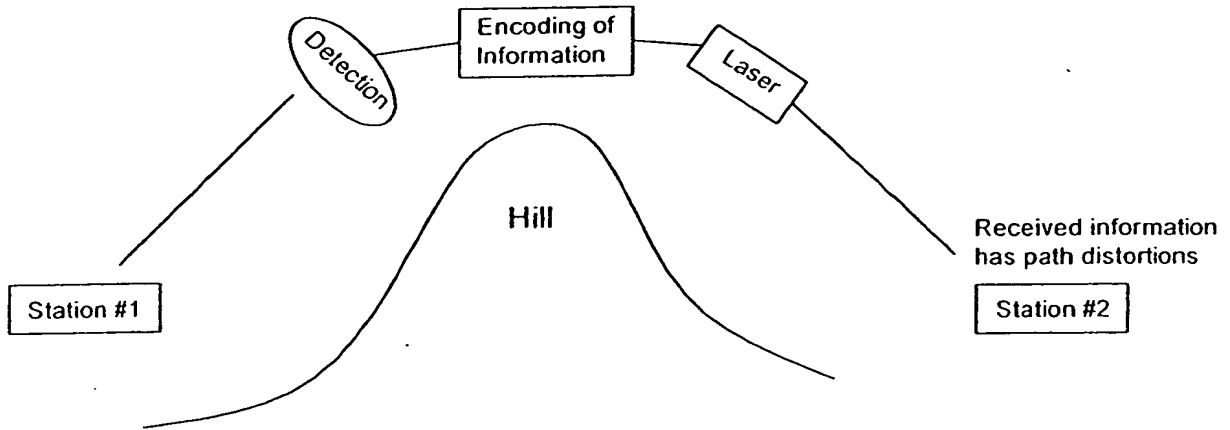 Detection
Encoding of
Information
Laser
Hill
Received information
has path distortions
Station #1
Station #2